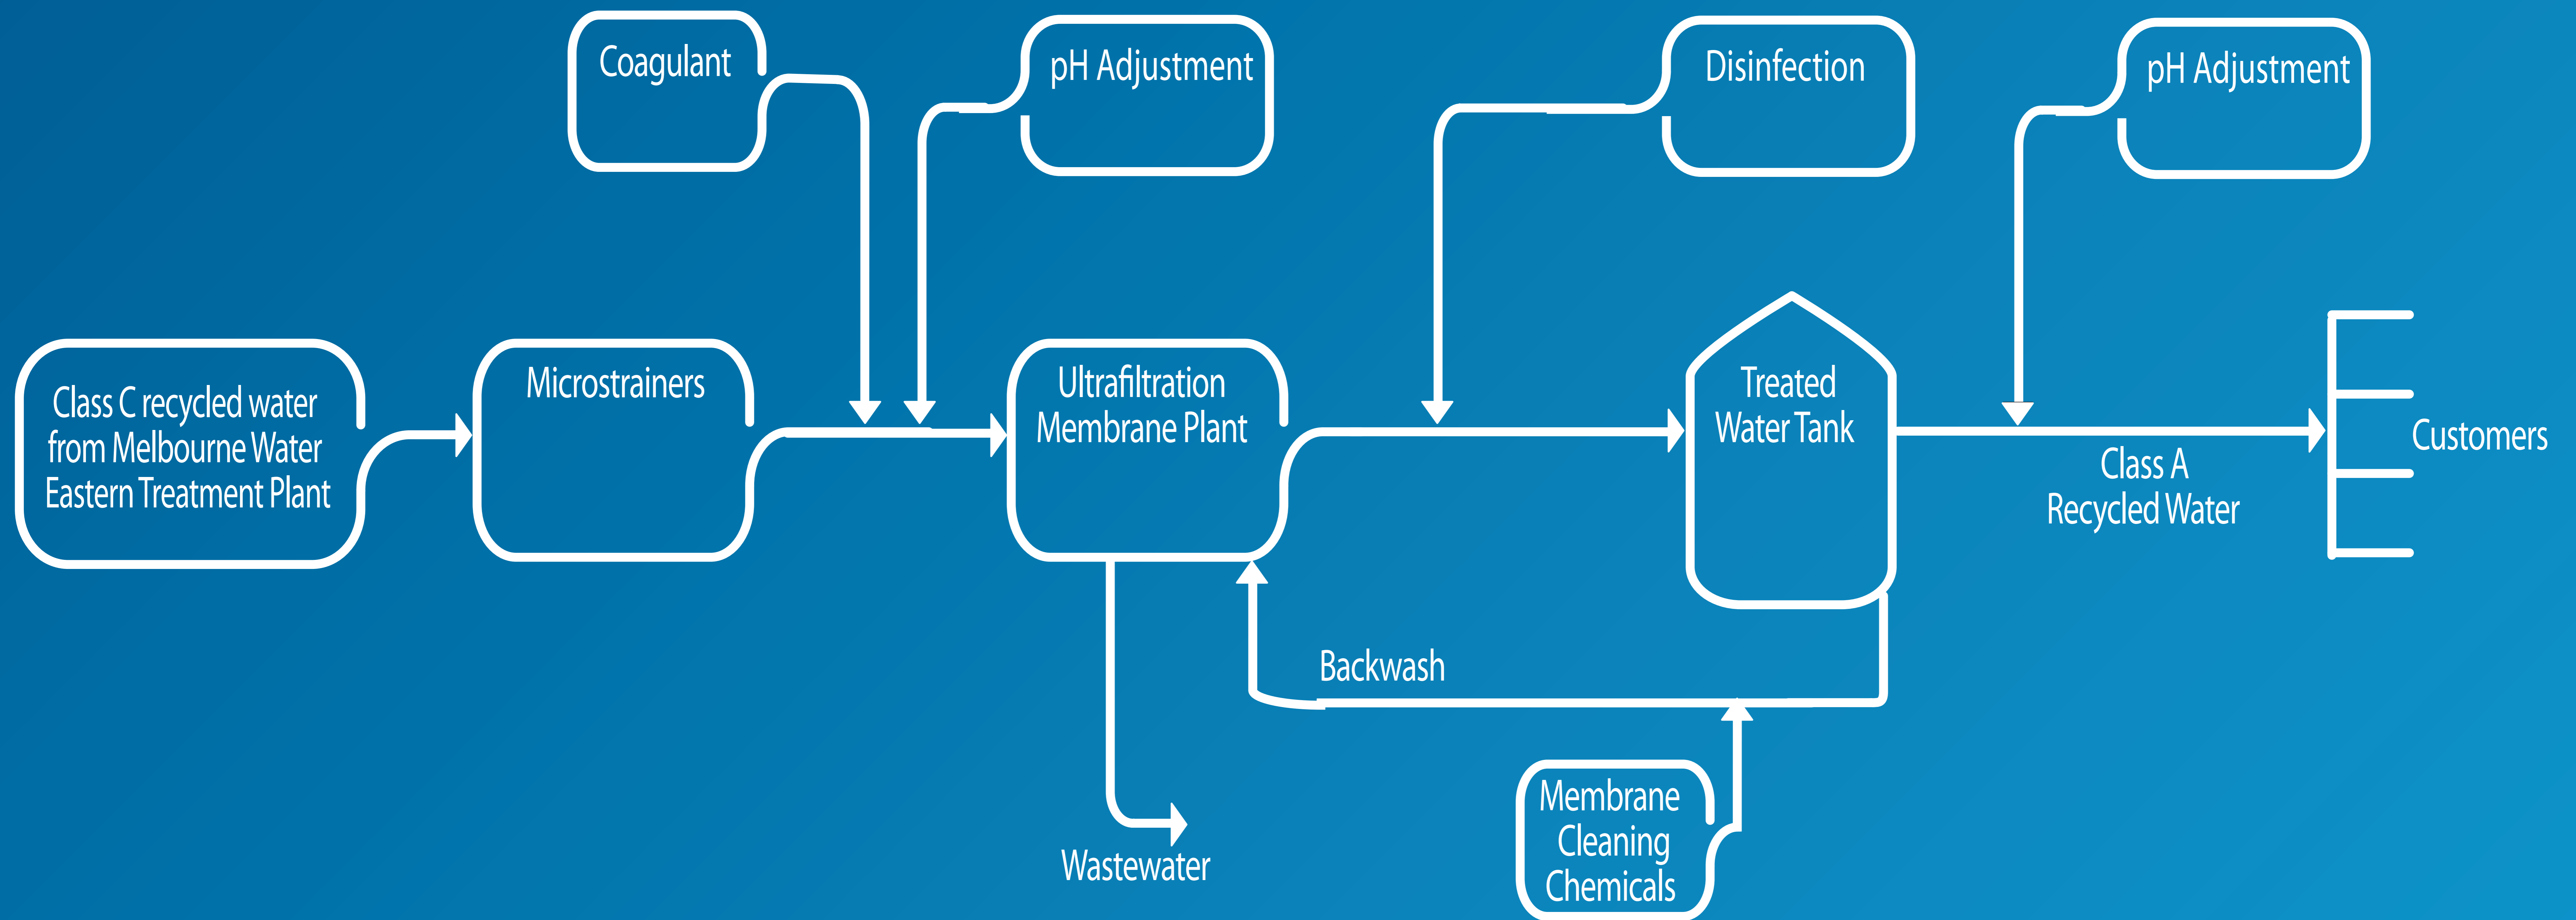 Coagulant
pH Adjustment
Disinfection
pH Adjustment
Class C recycled water
from Melbourne Water
Eastern Treatment Plant
Microstrainers
Ultrafiltration
Membrane Plant
Treated
Water Tank
Class A
Recycled Water
Customers
Backwash
Wastewater
Membrane
Cleaning
Chemicals